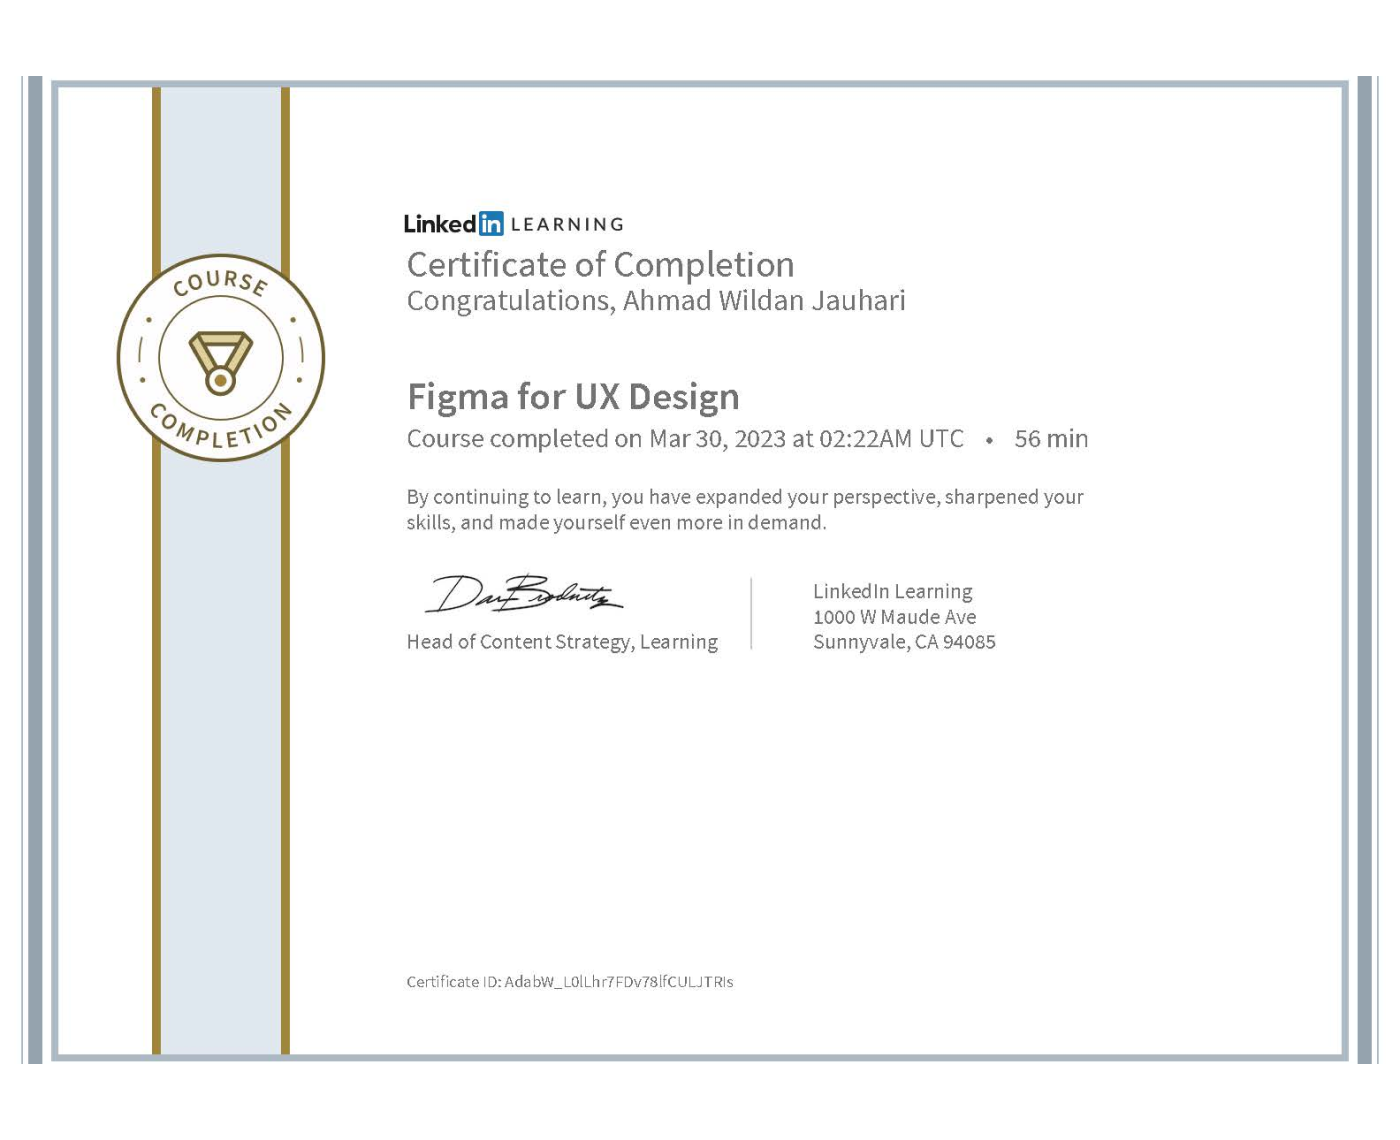 COURSE
COMPLETION
Linkedin LEARNING
Certificate of Completion
Congratulations, Ahmad Wildan Jauhari
Figma for UX Design
Course completed on Mar 30, 2023 at 02:22AM UTC • 56 min
By continuing to learn, you have expanded your perspective, sharpened your
skills, and made yourself even more in demand.
Head of Content Strategy, Learning
LinkedIn Learning
1000 W Maude Ave
Sunnyvale, CA 94085
Certificate ID: